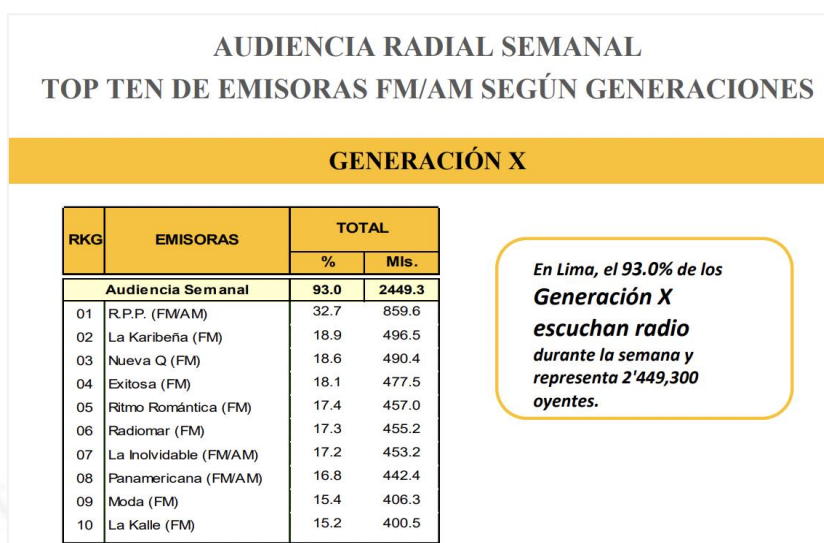 AUDIENCIA RADIAL SEMANAL
TOP TEN DE EMISORAS FM/AM SEGÚN GENERACIONES
GENERACIÓN X
RKG EMISORAS TOTAL
% Mls.
Audiencia Semanal 93.0 2449.3
01 R.P.P. (FM/AM) 32.7 859.6
02 La Karibeña (FM) 18.9 496.5
03 Nueva Q (FM) 18.6 490.4
04 Exitosa (FM) 18.1 477.5
05 Ritmo Romántica (FM) 17.4 457.0
06 Radiomar (FM) 17.3 455.2
07 La Inolvidable (FM/AM) 17.2 453.2
08 Panamericana (FM/AM) 16.8 442.4
09 Moda (FM) 15.4 406.3
10 La Kalle (FM) 15.2 400.5
En Lima, el 93.0% de los
Generación X
escuchan radio
durante la semana y
representa 2'449,300
oyentes.